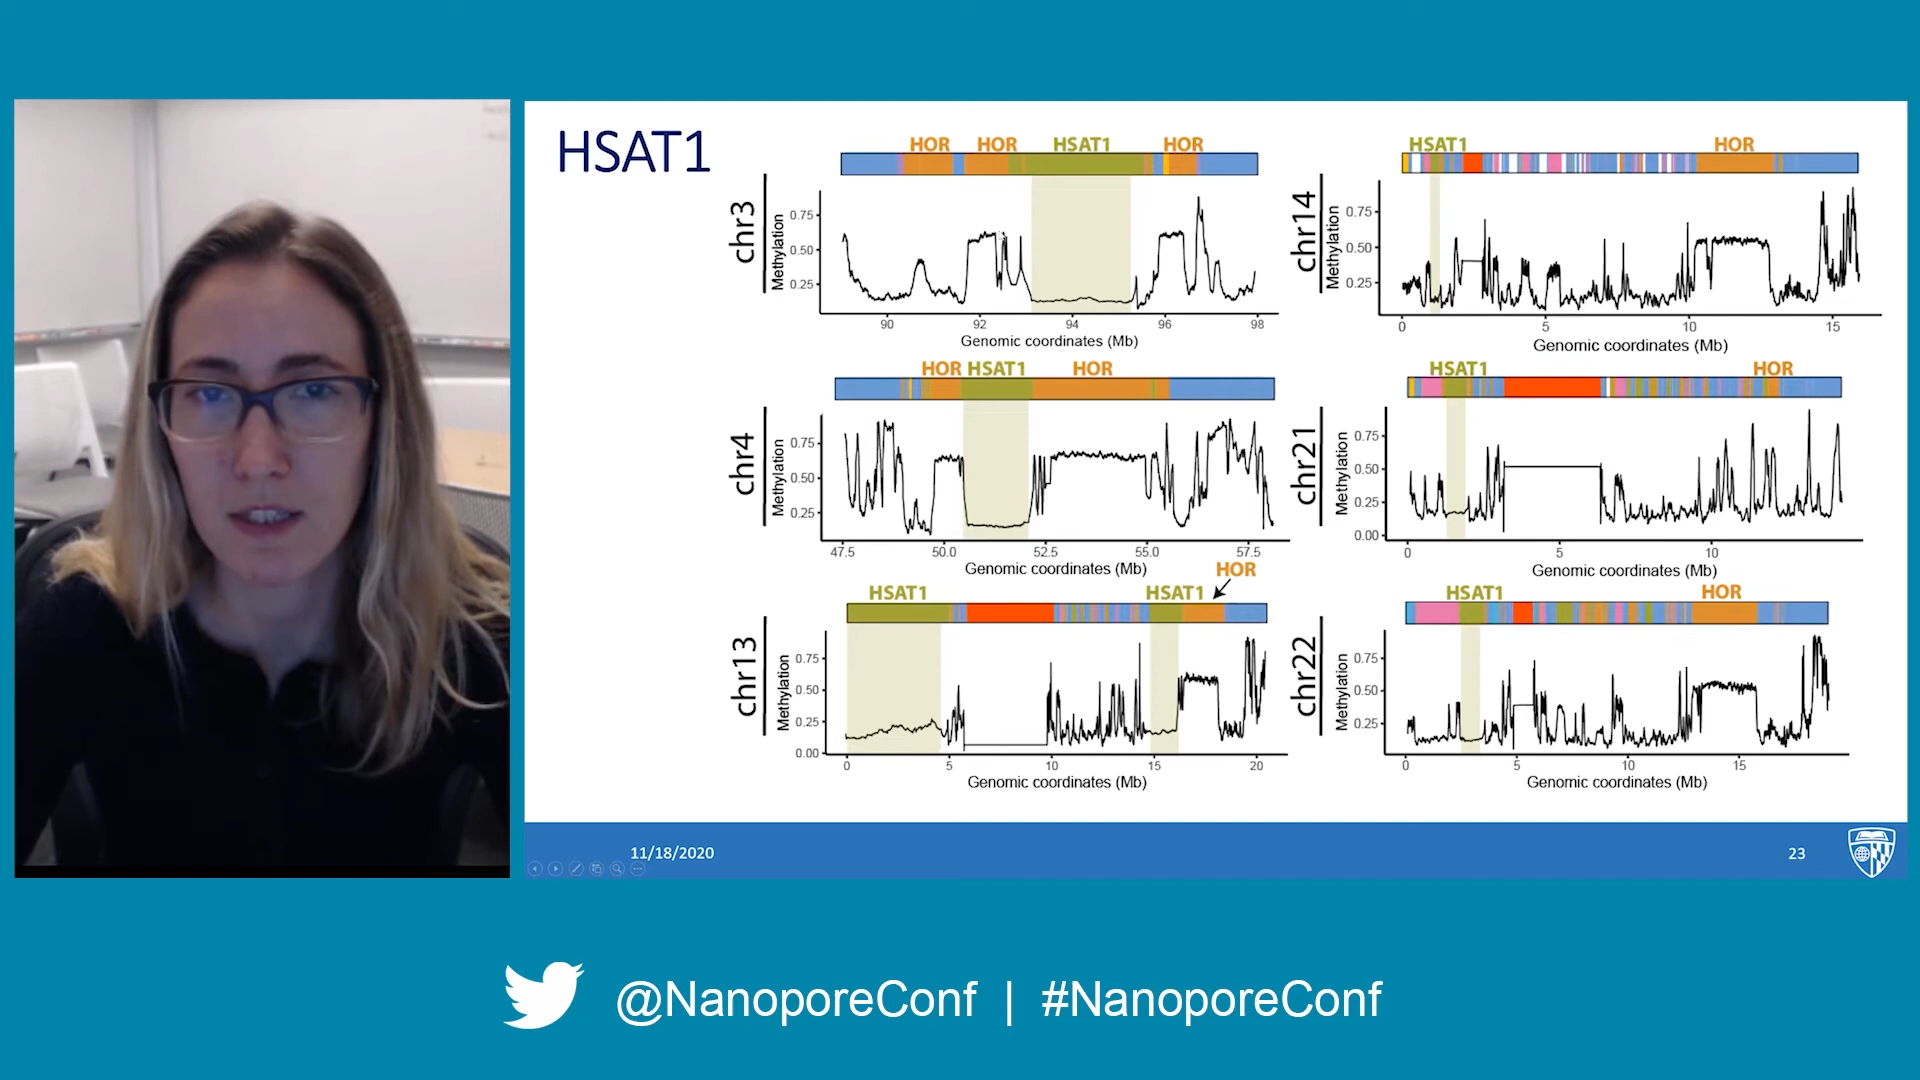 HSAT1
HOR HOR HSAT1 HOR
chr3
Methylation
0.75
0.50
0.25
90 92 94 96 98
Genomic coordinates (Mb)
HSAT1 HOR
chr14
Methylation
0.75
0.50
0.25
0 5 10 15
Genomic coordinates (Mb)
HOR HSAT1 HOR
chr4
Methylation
0.75
0.50
0.25
47.5 50.0 52.5 55.0 57.5
Genomic coordinates (Mb)
HSAT1 HOR
chr21
Methylation
0.75
0.50
0.25
0.00
0 5 10
Genomic coordinates (Mb)
HOR
HSAT1 HSAT1
chr13
Methylation
0.75
0.50
0.25
0.00
0 5 10 15 20
Genomic coordinates (Mb)
HSAT1 HOR
chr22
Methylation
0.75
0.50
0.25
0 5 10 15
Genomic coordinates (Mb)
11/18/2020
23
@NanoporeConf | #NanoporeConf